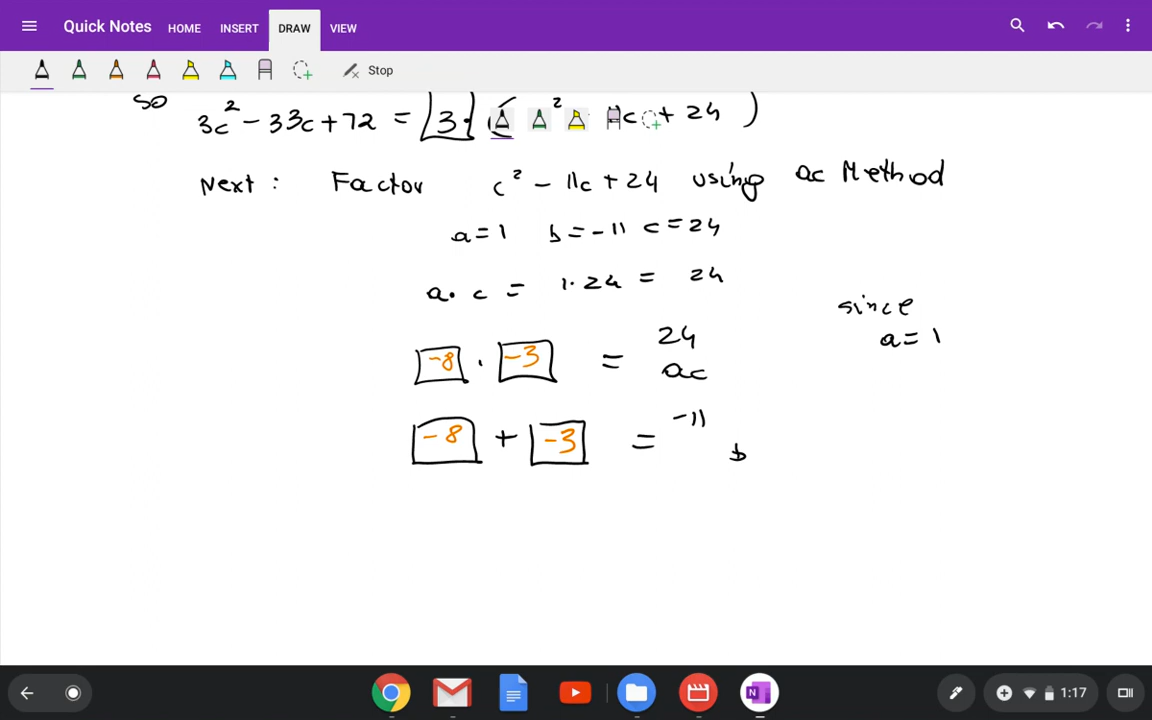 Quick Notes HOME INSERT DRAW VIEW
Stop
So
3c² - 33c + 72 = 3 · ( ² c + 24 )
Next : Factor c² - 11c + 24 using ac Method
a = 1 b = -11 c = 24
a · c = 1 · 24 = 24
since
a = 1
24
-8 · -3 = ac
-11
-8 + -3 = b
1:17